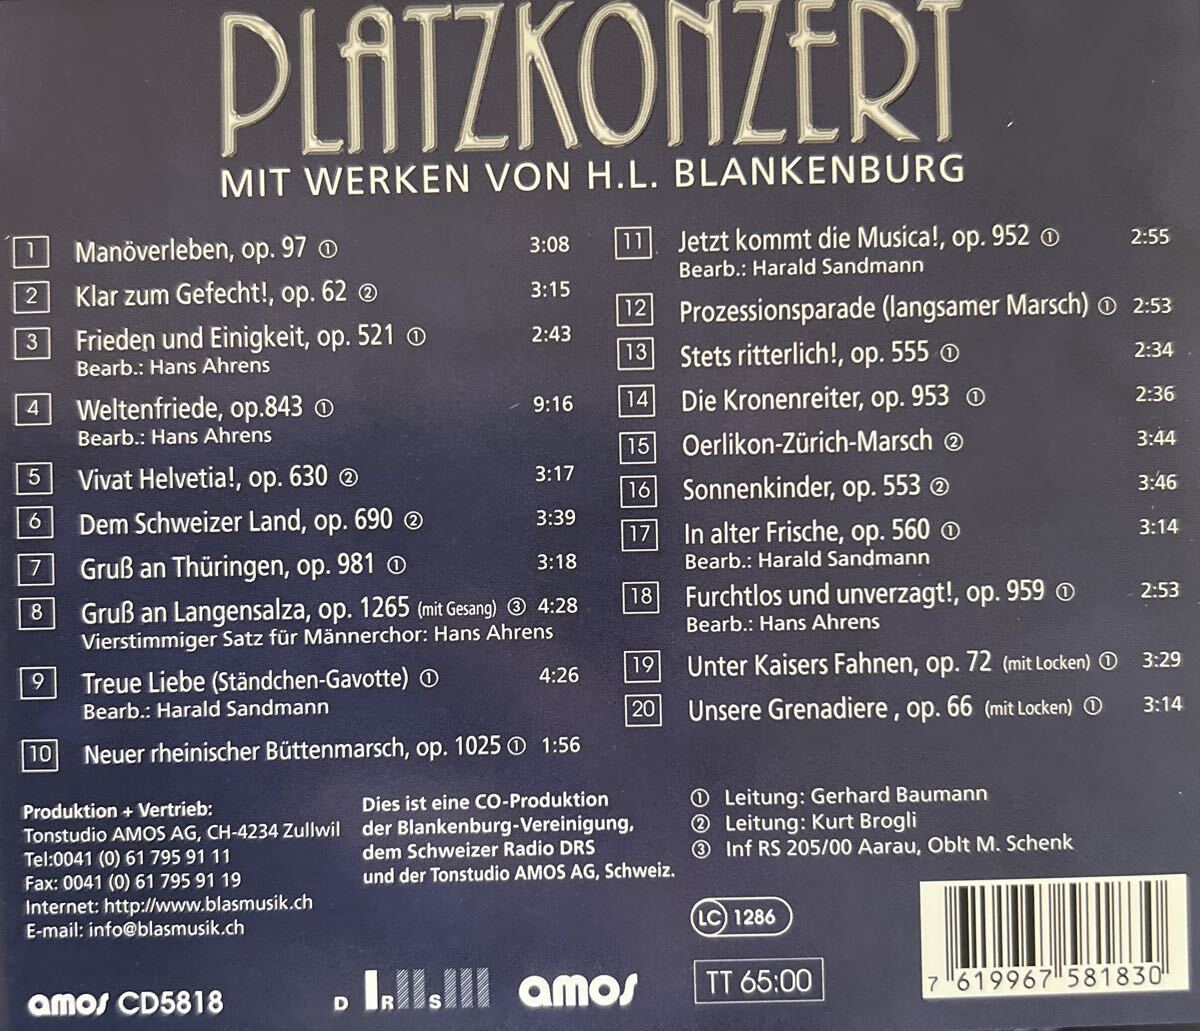 PLATZKONZERT
MIT WERKEN VON H.L. BLANKENBURG
1 Manöverleben, op. 97 ① 3:08
2 Klar zum Gefecht!, op. 62 ② 3:15
3 Frieden und Einigkeit, op. 521 ① 2:43
Bearb.: Hans Ahrens
4 Weltenfriede, op.843 ① 9:16
Bearb.: Hans Ahrens
5 Vivat Helvetia!, op. 630 ② 3:17
6 Dem Schweizer Land, op. 690 ② 3:39
7 Gruß an Thüringen, op. 981 ① 3:18
8 Gruß an Langensalza, op. 1265 (mit Gesang) ③ 4:28
Vierstimmiger Satz für Männerchor: Hans Ahrens
9 Treue Liebe (Ständchen-Gavotte) ① 4:26
Bearb.: Harald Sandmann
10 Neuer rheinischer Büttenmarsch, op. 1025 ① 1:56
11 Jetzt kommt die Musica!, op. 952 ① 2:55
Bearb.: Harald Sandmann
12 Prozessionsparade (langsamer Marsch) ① 2:53
13 Stets ritterlich!, op. 555 ① 2:34
14 Die Kronenreiter, op. 953 ① 2:36
15 Oerlikon-Zürich-Marsch ② 3:44
16 Sonnenkinder, op. 553 ② 3:46
17 In alter Frische, op. 560 ① 3:14
Bearb.: Harald Sandmann
18 Furchtlos und unverzagt!, op. 959 ① 2:53
Bearb.: Hans Ahrens
19 Unter Kaisers Fahnen, op. 72 (mit Locken) ① 3:29
20 Unsere Grenadiere , op. 66 (mit Locken) ① 3:14
Produktion + Vertrieb:
Tonstudio AMOS AG, CH-4234 Zullwil
Tel:0041 (0) 61 795 91 11
Fax: 0041 (0) 61 795 91 19
Internet: http://www.blasmusik.ch
E-mail: info@blasmusik.ch
Dies ist eine CO-Produktion
der Blankenburg-Vereinigung,
dem Schweizer Radio DRS
und der Tonstudio AMOS AG, Schweiz.
① Leitung: Gerhard Baumann
② Leitung: Kurt Brogli
③ Inf RS 205/00 Aarau, Oblt M. Schenk
LC 1286
amos CD5818
D R S
amos
TT 65:00
7 619967 581830